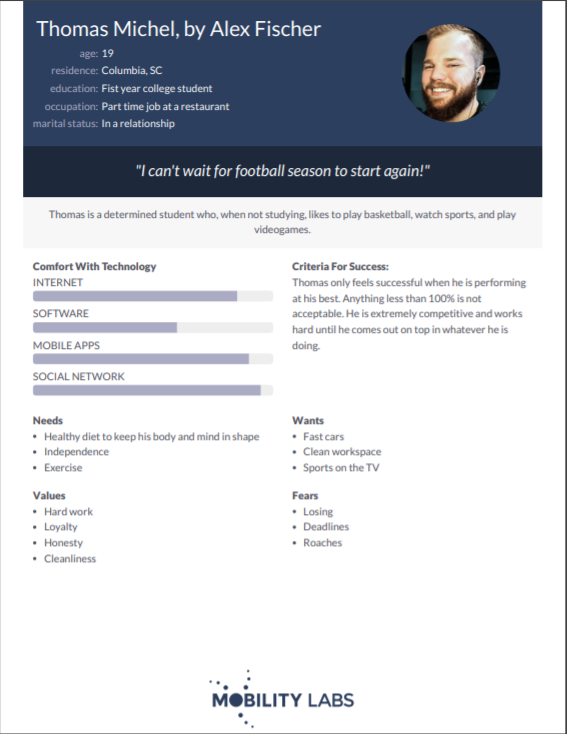 Thomas Michel, by Alex Fischer
age: 19
residence: Columbia, SC
education: Fist year college student
occupation: Part time job at a restaurant
marital status: In a relationship
"I can't wait for football season to start again!"
Thomas is a determined student who, when not studying, likes to play basketball, watch sports, and play
videogames.
Comfort With Technology
INTERNET
SOFTWARE
MOBILE APPS
SOCIAL NETWORK
Criteria For Success:
Thomas only feels successful when he is performing
at his best. Anything less than 100% is not
acceptable. He is extremely competitive and works
hard until he comes out on top in whatever he is
doing.
Needs
• Healthy diet to keep his body and mind in shape
• Independence
• Exercise
Wants
• Fast cars
• Clean workspace
• Sports on the TV
Values
• Hard work
• Loyalty
• Honesty
• Cleanliness
Fears
• Losing
• Deadlines
• Roaches
MOBILITY LABS